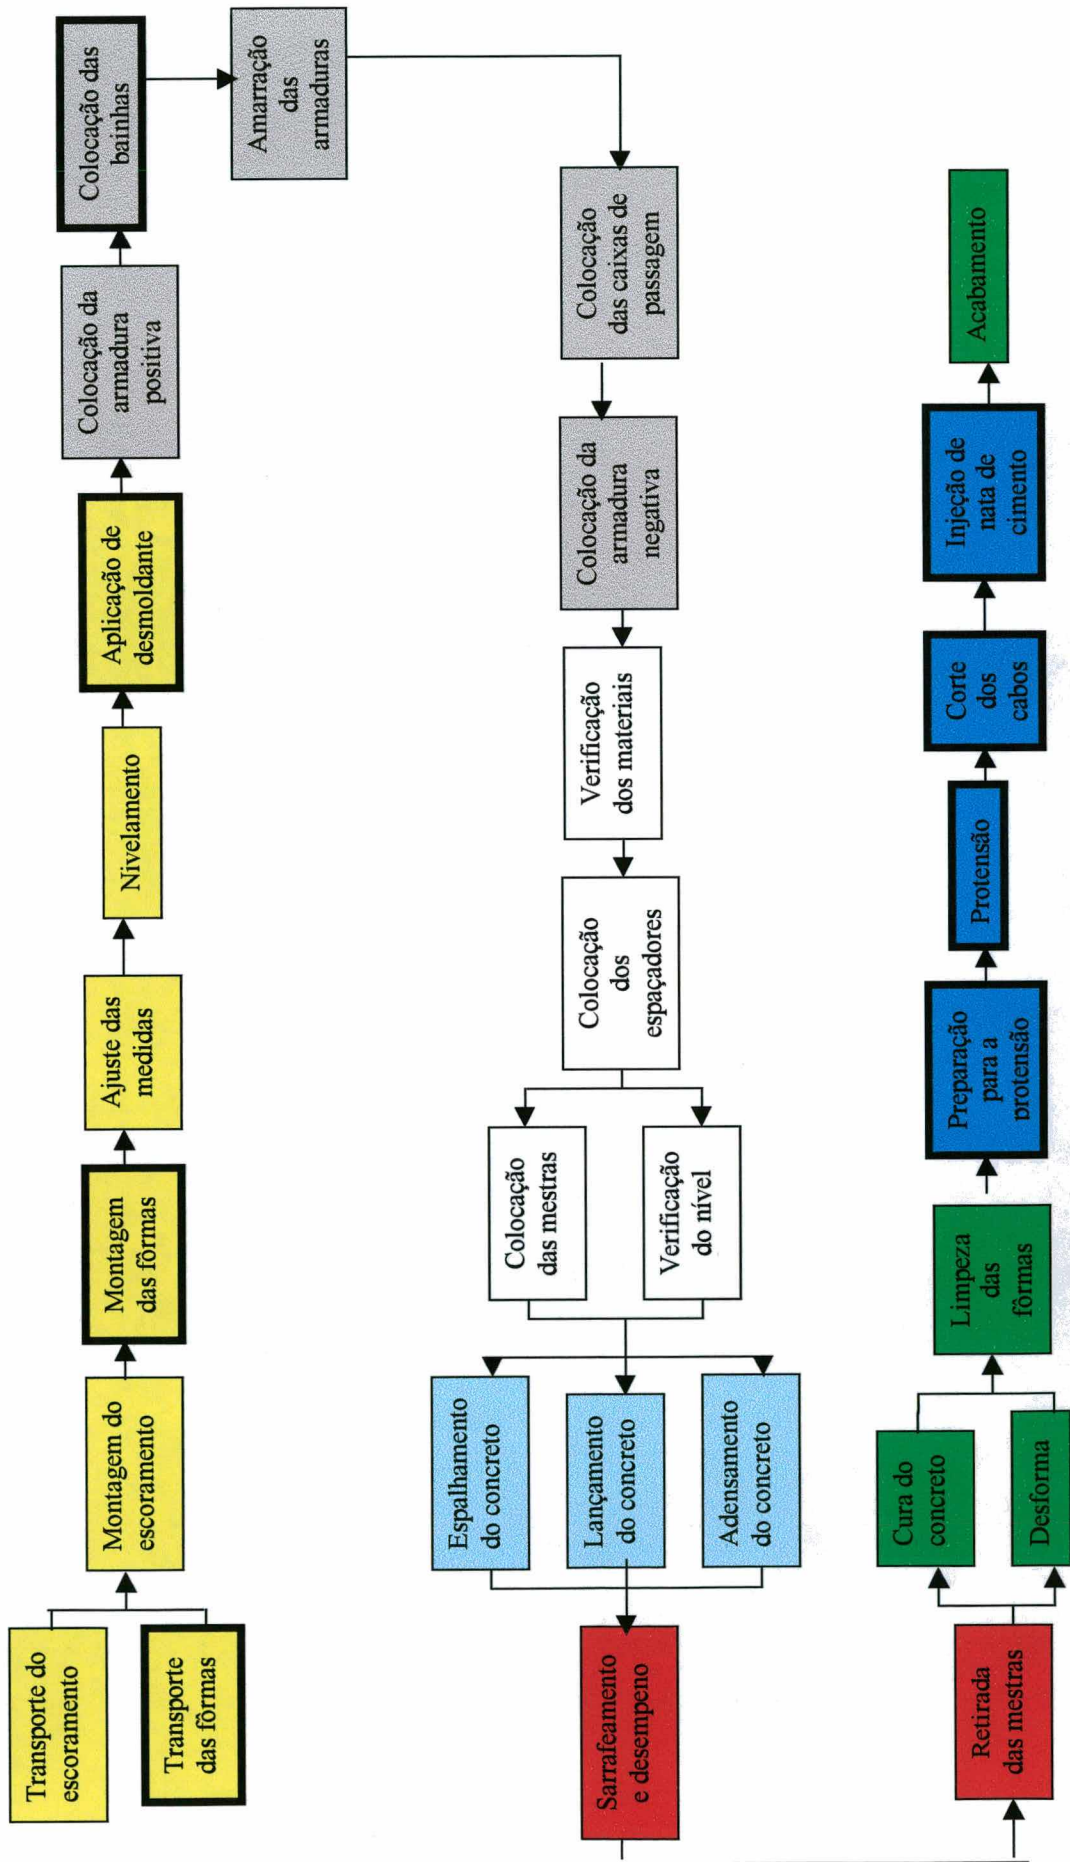 Transporte do
escoramento
Transporte
das fôrmas
Montagem do
escoramento
Montagem
das fôrmas
Ajuste das
medidas
Nivelamento
Aplicação de
desmoldante
Colocação da
armadura
positiva
Colocação das
bainhas
Amarração
das
armaduras
Colocação
das caixas de
passagem
Colocação da
armadura
negativa
Verificação
dos materiais
Colocação
dos
espaçadores
Colocação
das mestras
Verificação
do nível
Espalhamento
do concreto
Lançamento
do concreto
Adensamento
do concreto
Sarrafeamento
e desempeno
Retirada
das mestras
Cura do
concreto
Desforma
Limpeza
das
fôrmas
Preparação
para a
protensão
Protensão
Corte
dos
cabos
Injeção de
nata de
cimento
Acabamento